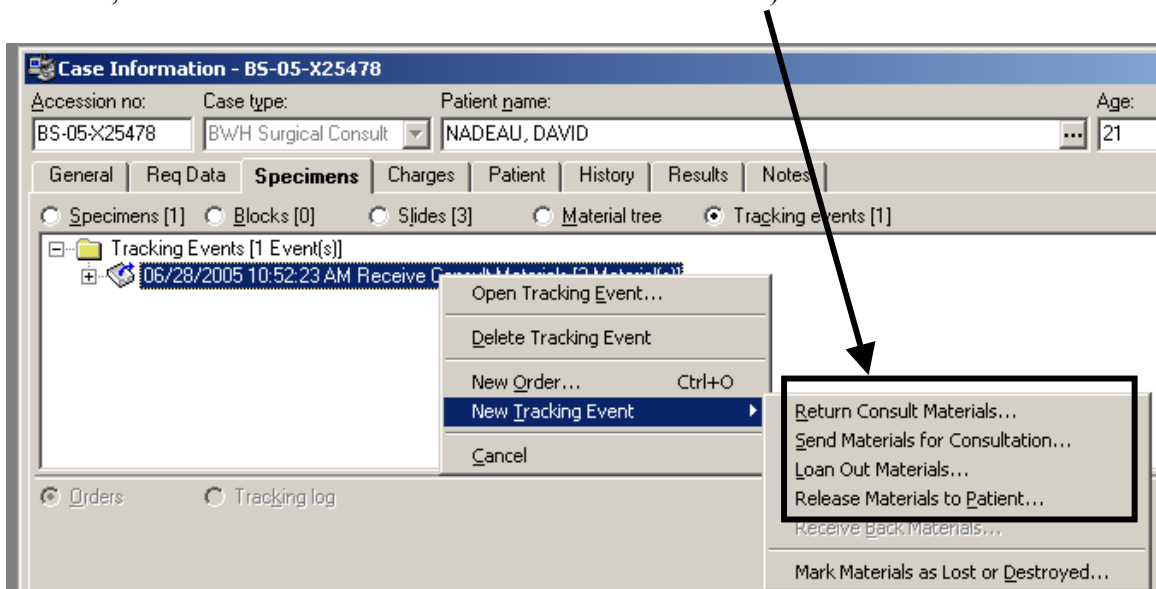 Case Information - BS-05-X25478
Accession no: Case type: Patient name: Age:
BS-05-X25478 BWH Surgical Consult NADEAU, DAVID ... 21
General Req Data Specimens Charges Patient History Results Notes
Specimens [1] Blocks [0] Slides [3] Material tree Tracking events [1]
Tracking Events [1 Event(s)]
06/28/2005 10:52:23 AM Receive Consult Materials
Open Tracking Event...
Delete Tracking Event
New Order... Ctrl+O
New Tracking Event
Cancel
Return Consult Materials...
Send Materials for Consultation...
Loan Out Materials...
Release Materials to Patient...
Receive Back Materials...
Mark Materials as Lost or Destroyed...
Orders Tracking log